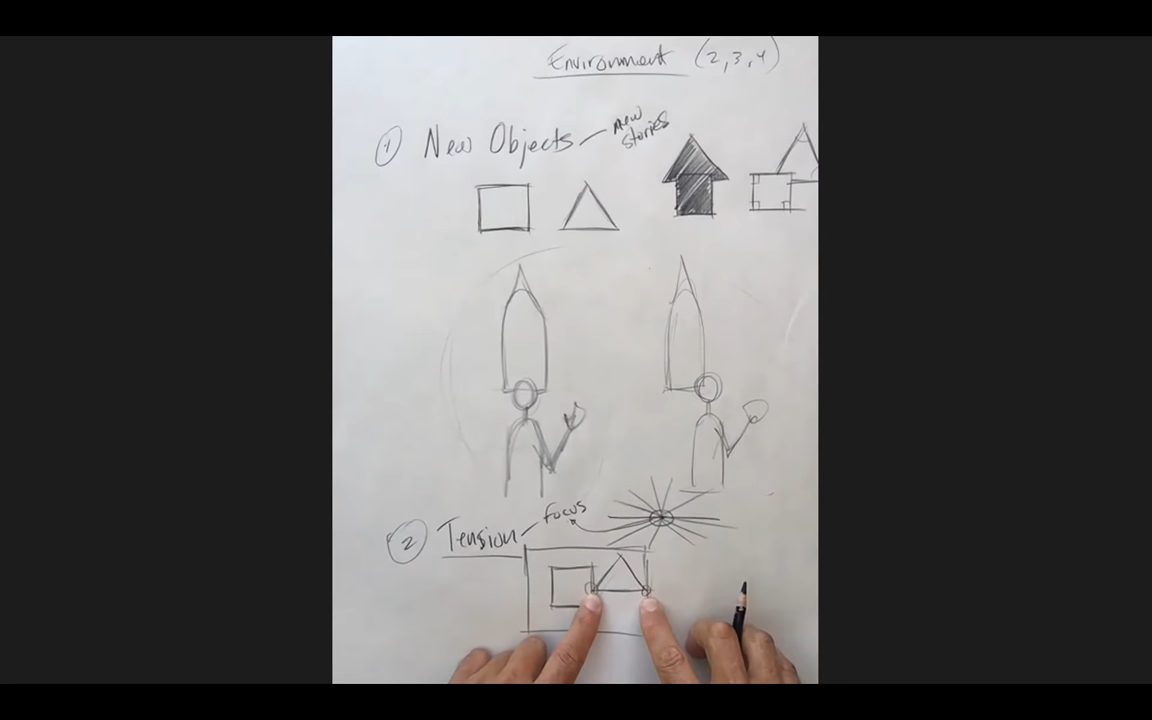 Environment (2,3,4)
1 New Objects - new
stories
2 Tension - focus